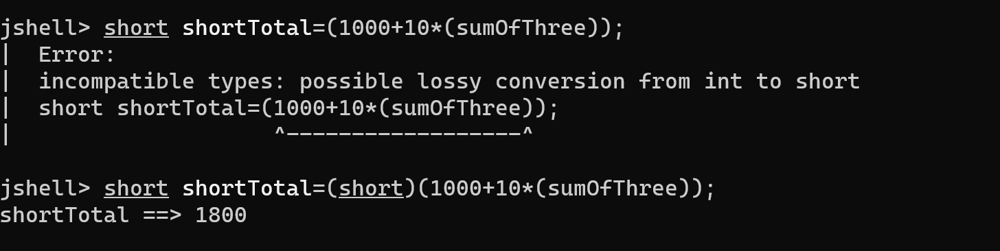 jshell> short shortTotal=(1000+10*(sumOfThree));
|  Error:
|  incompatible types: possible lossy conversion from int to short
|  short shortTotal=(1000+10*(sumOfThree));
|                    ^------------------^
jshell> short shortTotal=(short)(1000+10*(sumOfThree));
shortTotal ==> 1800